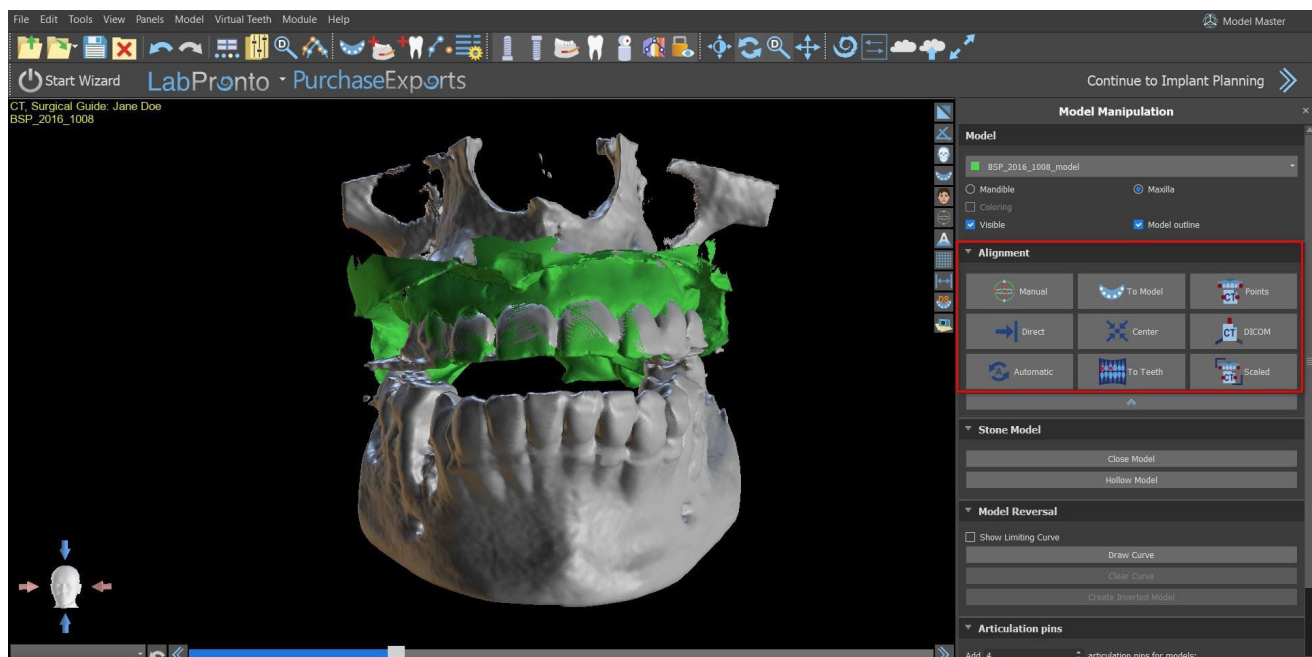 File Edit Tools View Panels Model Virtual Teeth Module Help
Model Master
Start Wizard LabPronto PurchaseExports
Continue to Implant Planning
CT, Surgical Guide: Jane Doe
BSP_2016_1008
Model Manipulation
Model
BSP_2016_1008_model
Mandible Maxilla
Coloring
Visible Model outline
Alignment
Manual To Model Points
Direct Center DICOM
Automatic To Teeth Scaled
Stone Model
Close Model
Hollow Model
Model Reversal
Show Limiting Curve
Draw Curve
Clear Curve
Create Inverted Model
Articulation pins
Add 4 articulation pins for models: